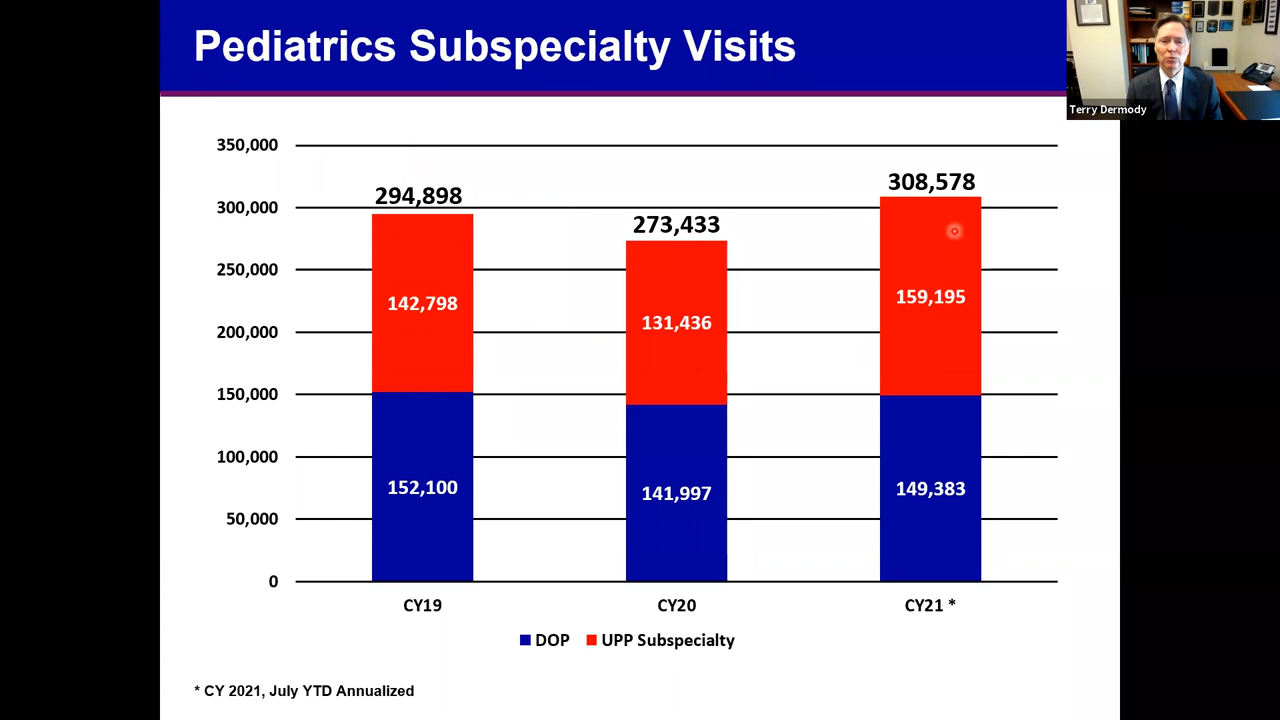 Pediatrics Subspecialty Visits
Terry Dermody
350,000
300,000
250,000
200,000
150,000
100,000
50,000
0
294,898
142,798
152,100
273,433
131,436
141,997
308,578
159,195
149,383
CY19
CY20
CY21 *
DOP
UPP Subspecialty
* CY 2021, July YTD Annualized